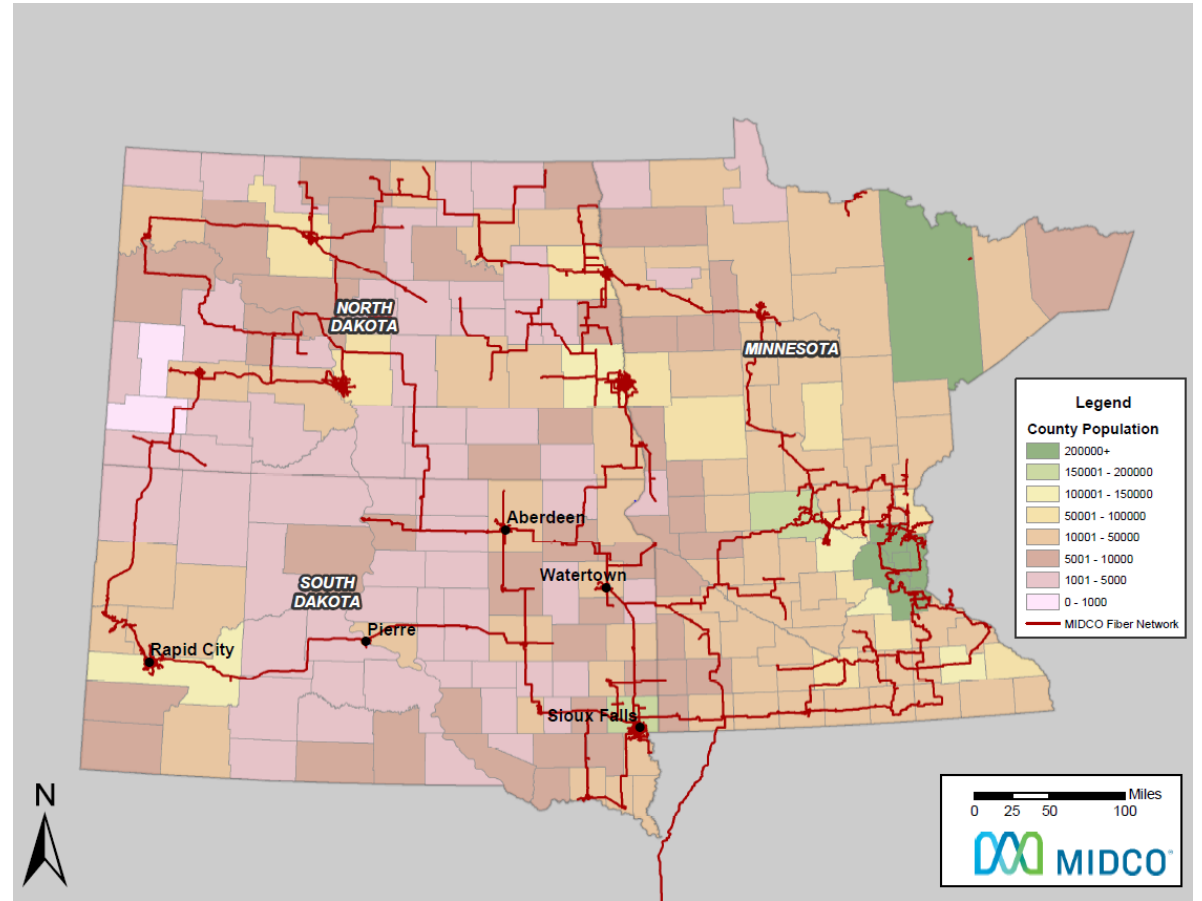 NORTH
DAKOTA
MINNESOTA
Aberdeen
Watertown
SOUTH
DAKOTA
Pierre
Rapid City
Sioux Falls
Legend
County Population
200000+
150001 - 200000
100001 - 150000
50001 - 100000
10001 - 50000
5001 - 10000
1001 - 5000
0 - 1000
MIDCO Fiber Network
N
Miles
0 25 50 100
MIDCO